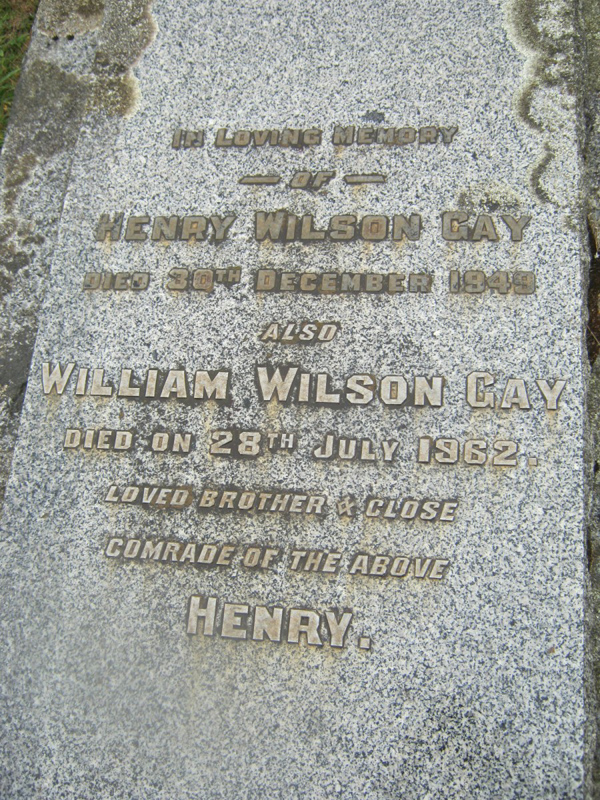 IN LOVING MEMORY
— OF —
HENRY WILSON GAY
DIED 30TH DECEMBER 1949
ALSO
WILLIAM WILSON GAY
DIED ON 28TH JULY 1962.
LOVED BROTHER & CLOSE
COMRADE OF THE ABOVE
HENRY.